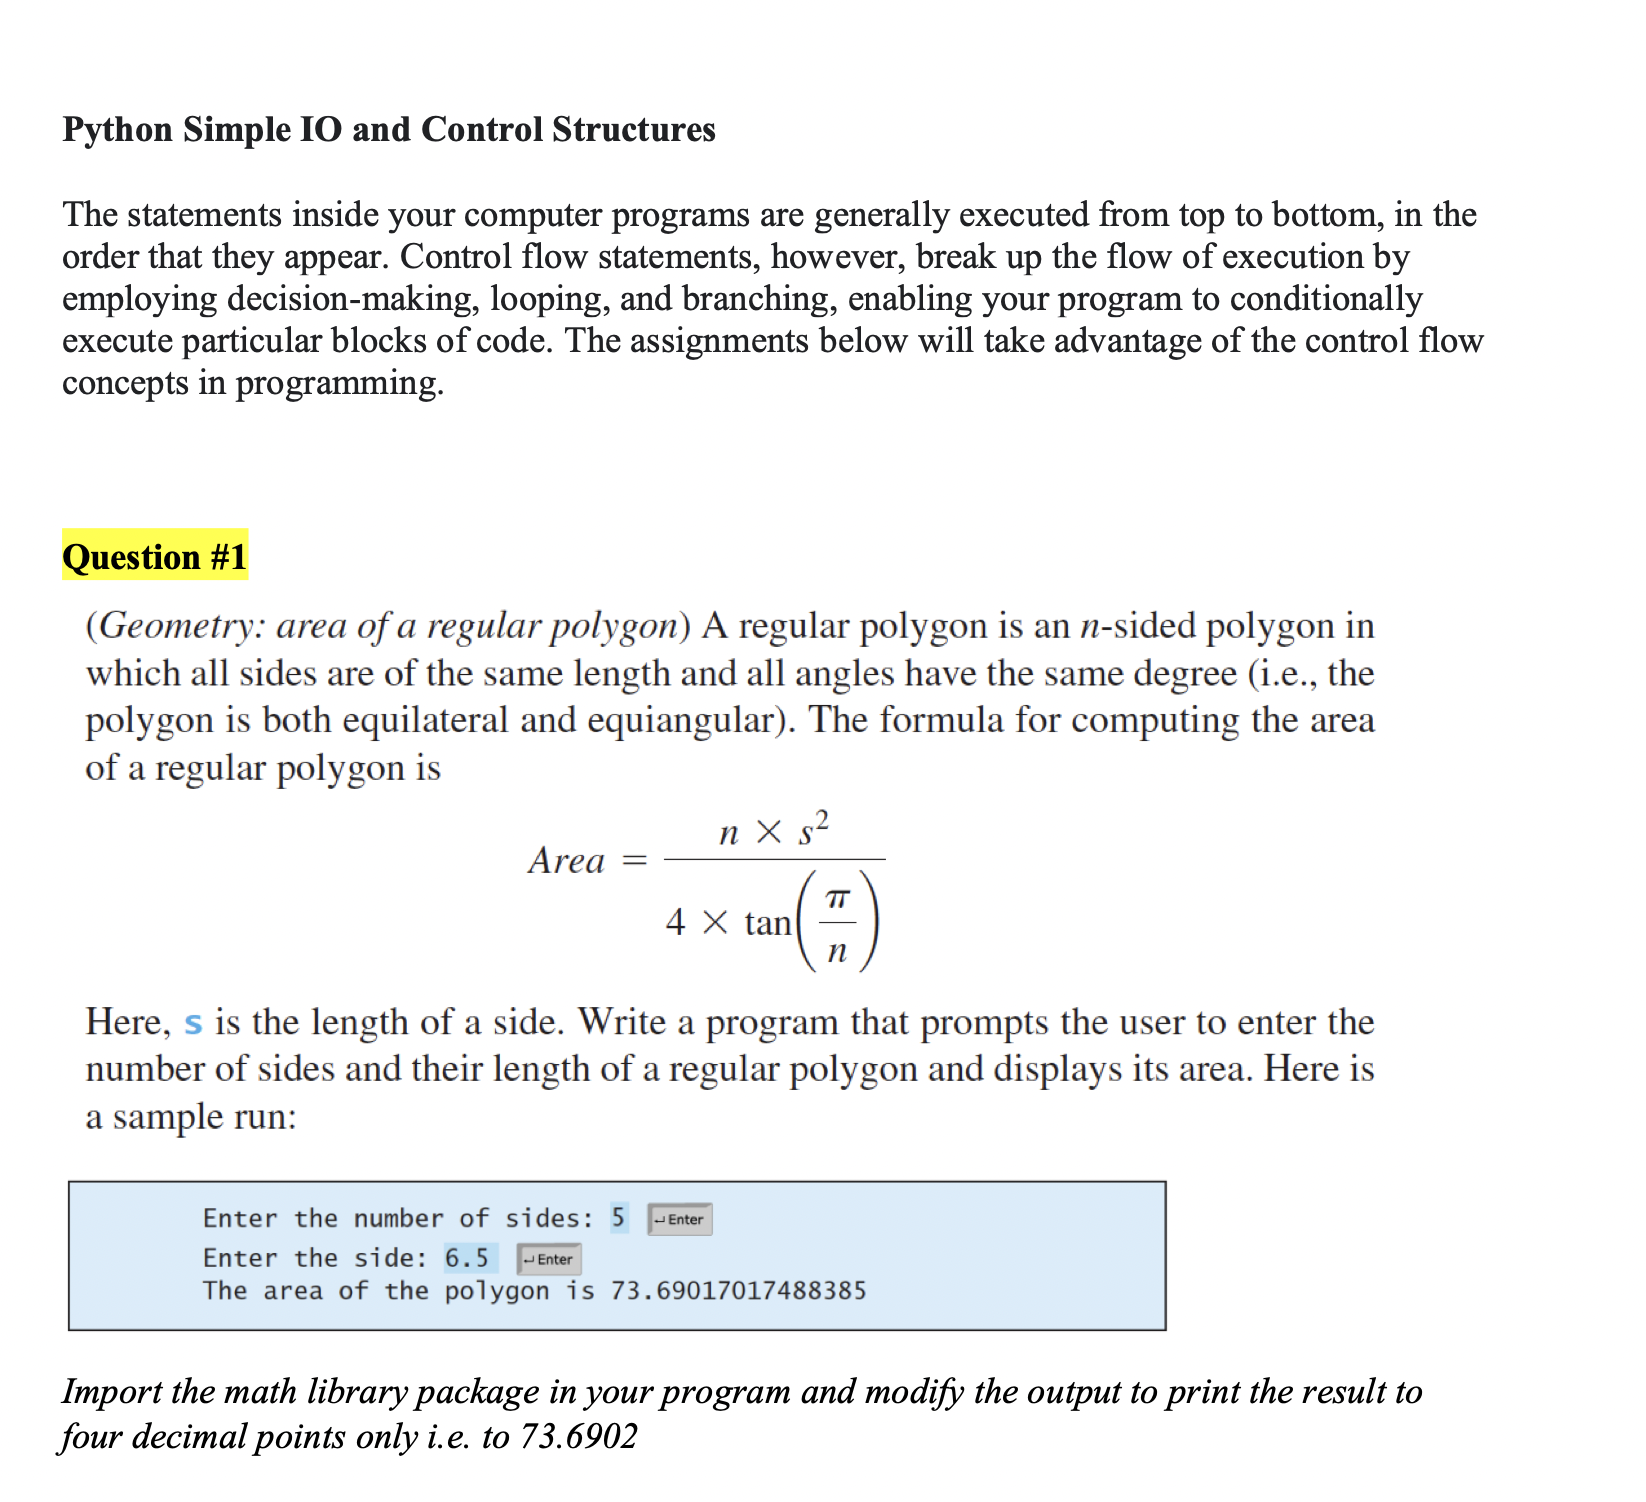 Python Simple IO and Control Structures
The statements inside your computer programs are generally executed from top to bottom, in the
order that they appear. Control flow statements, however, break up the flow of execution by
employing decision-making, looping, and branching, enabling your program to conditionally
execute particular blocks of code. The assignments below will take advantage of the control flow
concepts in programming.
Question #1
(Geometry: area of a regular polygon) A regular polygon is an n-sided polygon in
which all sides are of the same length and all angles have the same degree (i.e., the
polygon is both equilateral and equiangular). The formula for computing the area
of a regular polygon is
n × s²
Area =
4 × tan(π/n)
Here, s is the length of a side. Write a program that prompts the user to enter the
number of sides and their length of a regular polygon and displays its area. Here is
a sample run:
Enter the number of sides: 5 ↵Enter
Enter the side: 6.5 ↵Enter
The area of the polygon is 73.69017017488385
Import the math library package in your program and modify the output to print the result to
four decimal points only i.e. to 73.6902